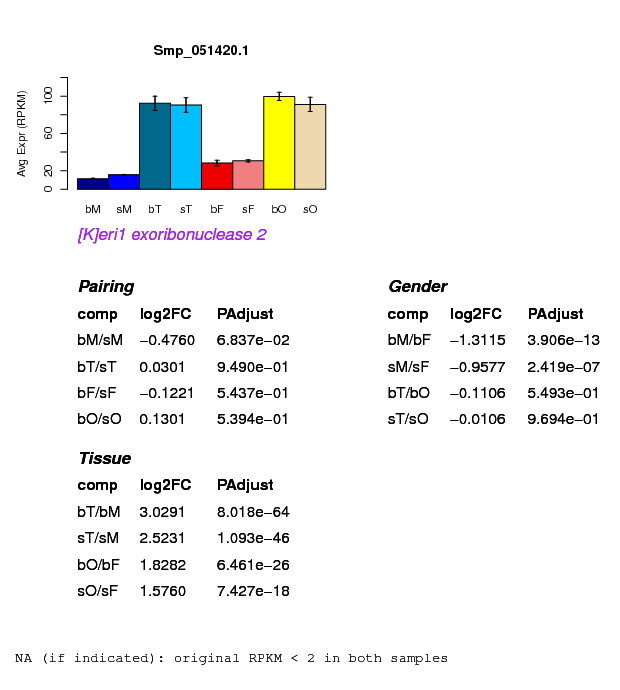 Smp_051420.1
Avg Expr (RPKM)
0 20 60 100
bM sM bT sT bF sF bO sO
[K]eri1 exoribonuclease 2
Pairing
comp log2FC PAdjust
bM/sM −0.4760 6.837e−02
bT/sT 0.0301 9.490e−01
bF/sF −0.1221 5.437e−01
bO/sO 0.1301 5.394e−01
Gender
comp log2FC PAdjust
bM/bF −1.3115 3.906e−13
sM/sF −0.9577 2.419e−07
bT/bO −0.1106 5.493e−01
sT/sO −0.0106 9.694e−01
Tissue
comp log2FC PAdjust
bT/bM 3.0291 8.018e−64
sT/sM 2.5231 1.093e−46
bO/bF 1.8282 6.461e−26
sO/sF 1.5760 7.427e−18
NA (if indicated): original RPKM < 2 in both samples